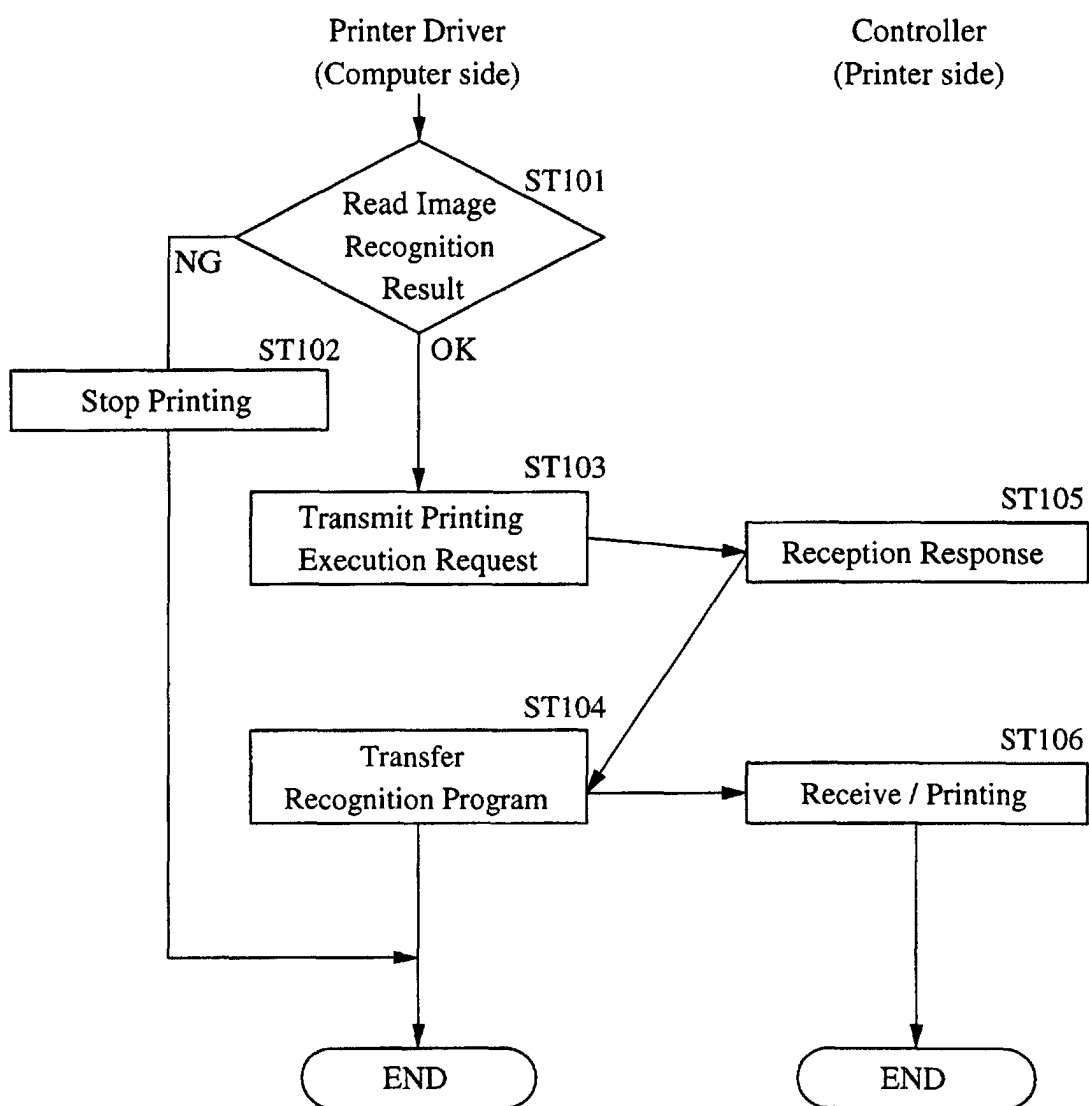 Printer Driver
(Computer side)
Controller
(Printer side)
ST101
Read Image
Recognition
Result
NG
OK
ST102
Stop Printing
ST103
Transmit Printing
Execution Request
ST105
Reception Response
ST104
Transfer
Recognition Program
ST106
Receive / Printing
END
END